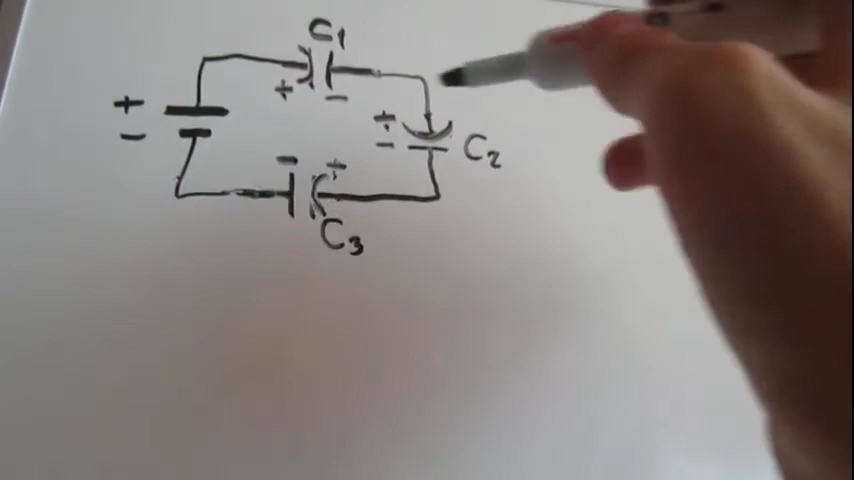 C1
+
+ -
+
- C2
-
- +
C3